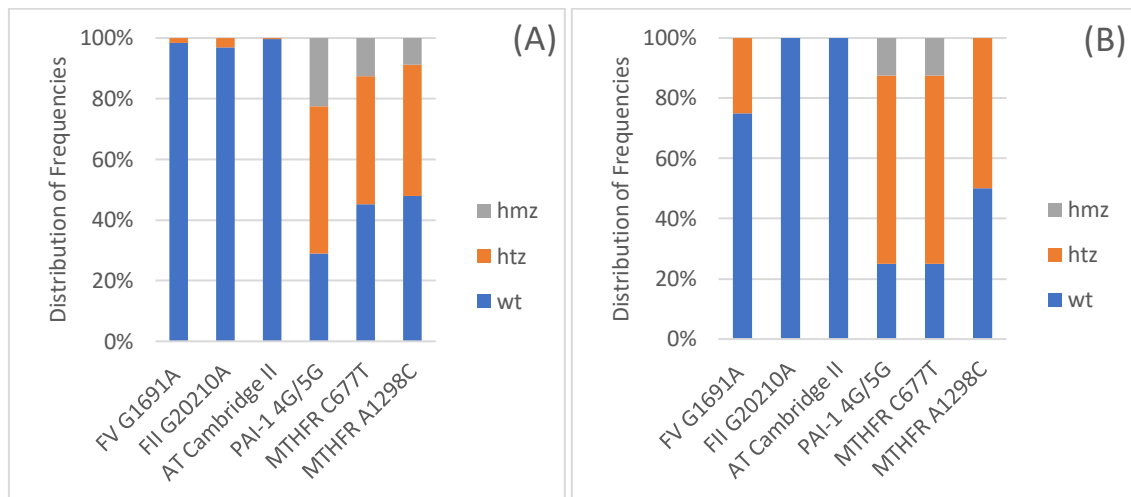 (A)
Distribution of Frequencies
100%
80%
60%
40%
20%
0%
FV G1691A
FII G20210A
AT Cambridge II
PAI-1 4G/5G
MTHFR C677T
MTHFR A1298C
hmz
htz
wt
(B)
Distribution of Frequencies
100%
80%
60%
40%
20%
0%
FV G1691A
FII G20210A
AT Cambridge II
PAI-1 4G/5G
MTHFR C677T
MTHFR A1298C
hmz
htz
wt